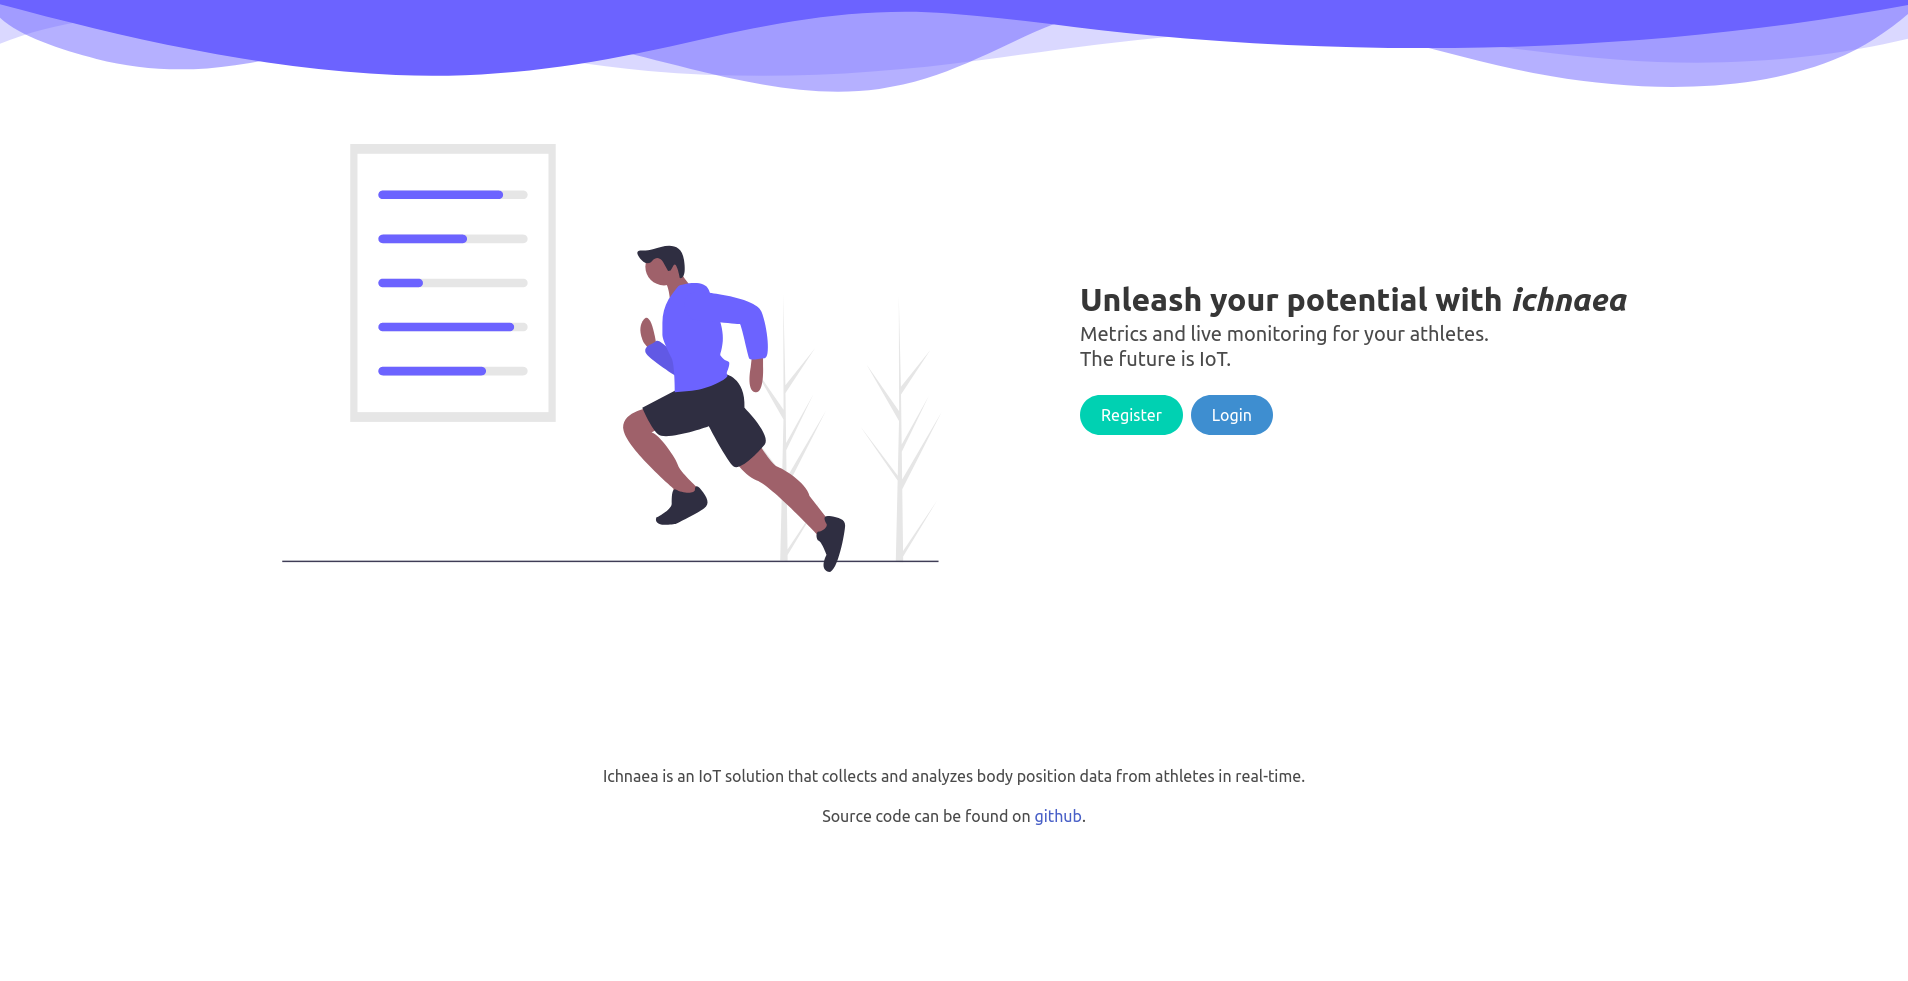 Unleash your potential with ichnaea
Metrics and live monitoring for your athletes.
The future is IoT.
Register Login
Ichnaea is an IoT solution that collects and analyzes body position data from athletes in real-time.
Source code can be found on github.